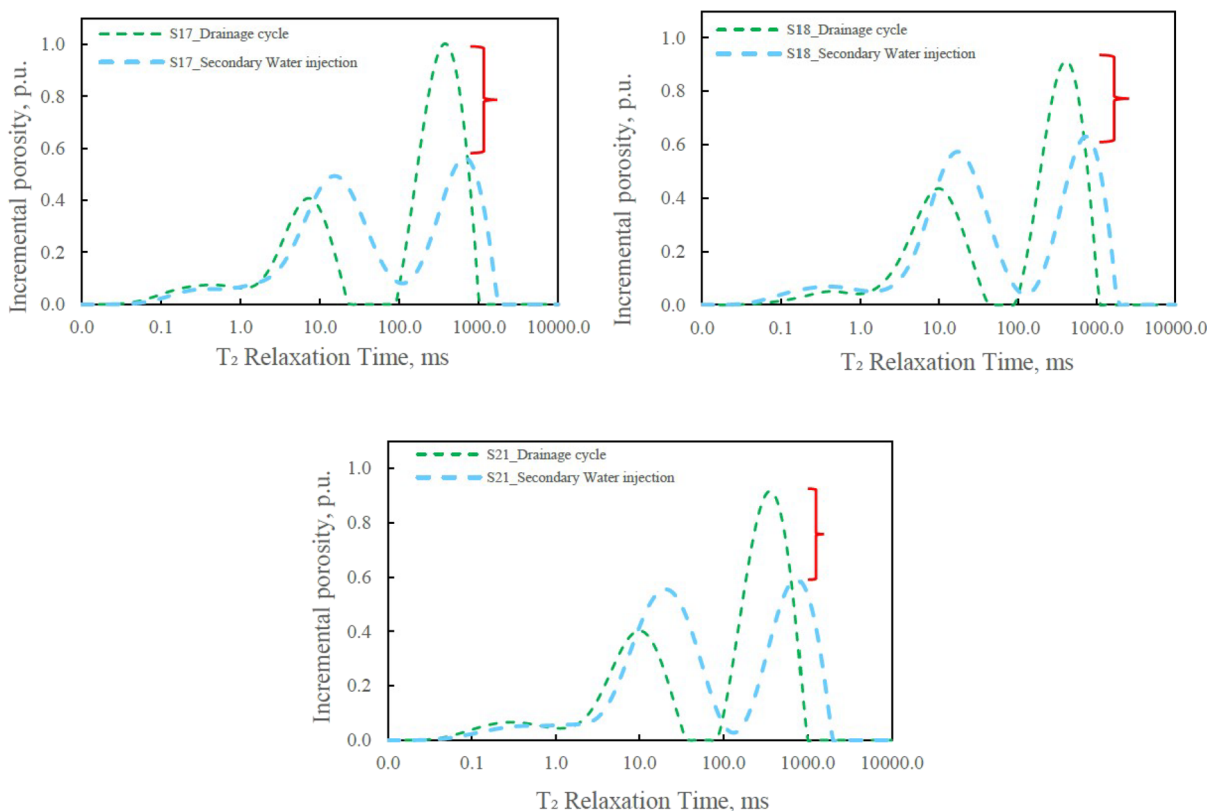 S17_Drainage cycle
S17_Secondary Water injection
Incremental porosity, p.u.
1.0
0.8
0.6
0.4
0.2
0.0
0.0 0.1 1.0 10.0 100.0 1000.0 10000.0
T₂ Relaxation Time, ms
S18_Drainage cycle
S18_Secondary Water injection
Incremental porosity, p.u.
1.0
0.8
0.6
0.4
0.2
0.0
0.0 0.1 1.0 10.0 100.0 1000.0 10000.0
T₂ Relaxation Time, ms
S21_Drainage cycle
S21_Secondary Water injection
Incremental porosity, p.u.
1.0
0.8
0.6
0.4
0.2
0.0
0.0 0.1 1.0 10.0 100.0 1000.0 10000.0
T₂ Relaxation Time, ms